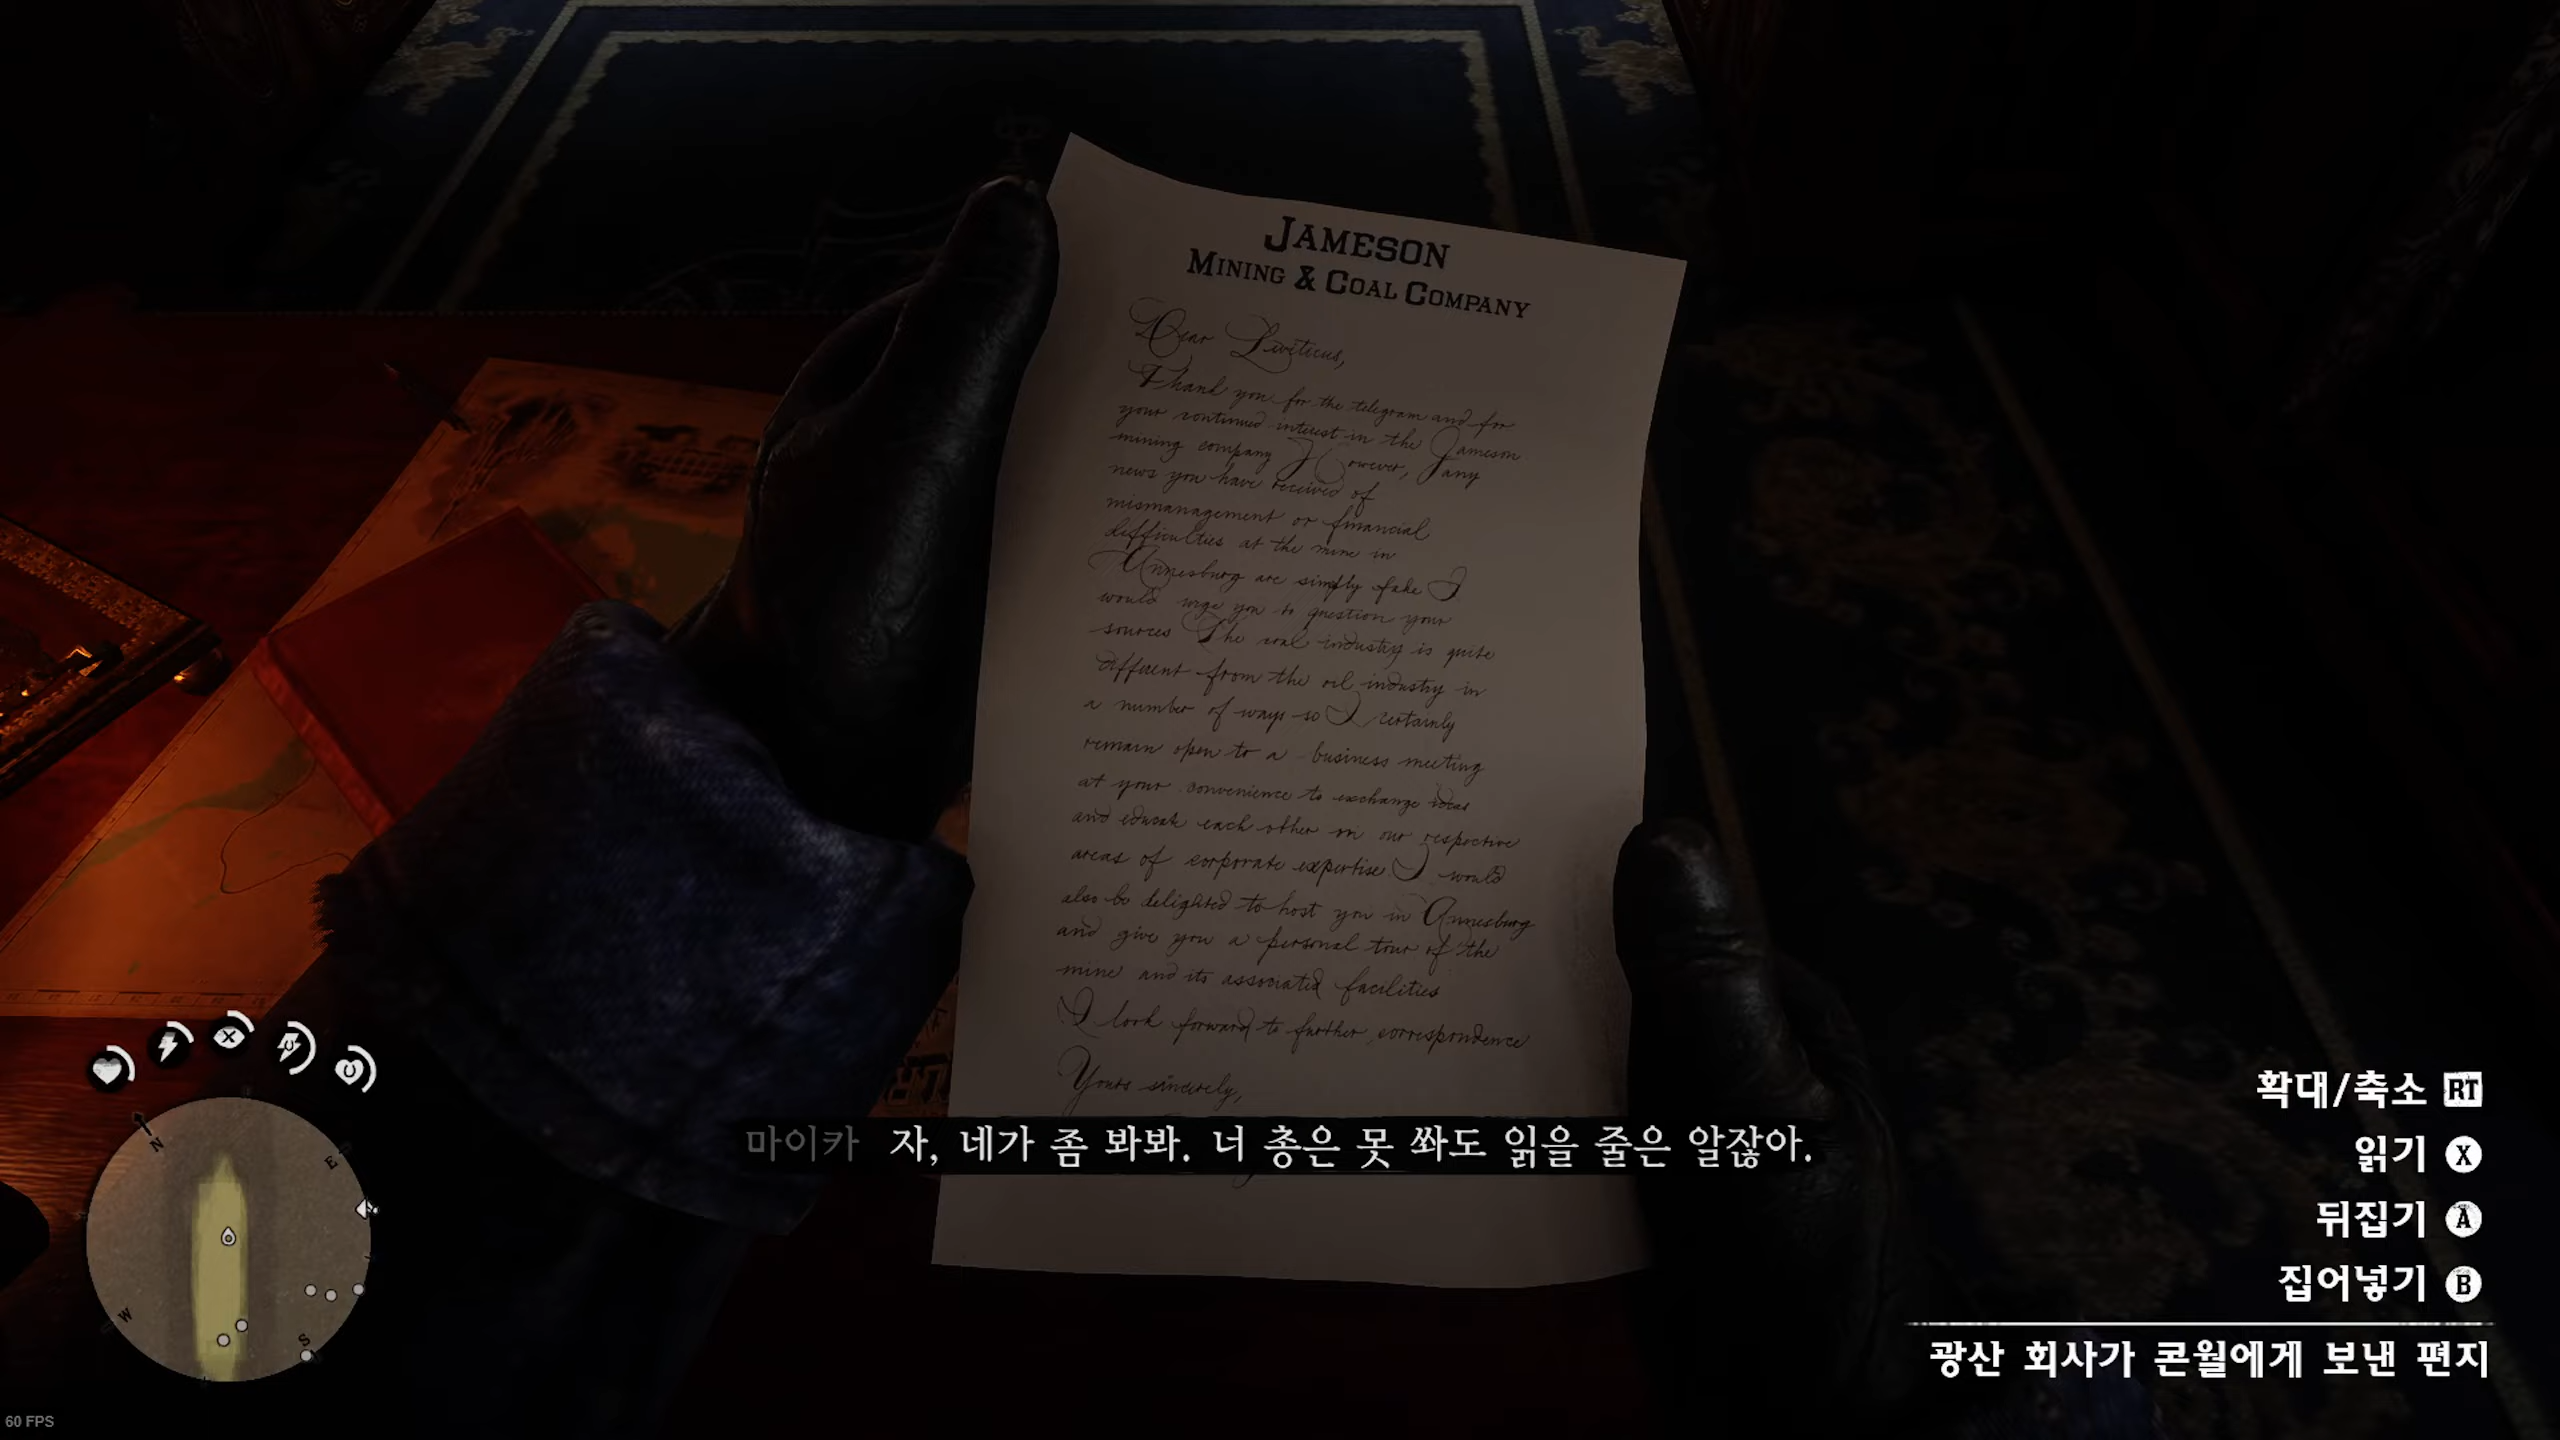 JAMESON
MINING & COAL COMPANY
Dear Leviticus,
Thank you for the telegram and for
your continued interest in the Jameson
mining company However, any
news you have received of
mismanagement or financial
difficulties at the mine in
Annesburg are simply fake I
would urge you to question your
sources The coal industry is quite
different from the oil industry in
a number of ways so I certainly
remain open to a business meeting
at your convenience to exchange ideas
and educate each other on our respective
areas of corporate expertise I would
also be delighted to host you in Annesburg
and give you a personal tour of the
mine and its associated facilities
I look forward to further correspondence
Yours sincerely,
마이카 자, 네가 좀 봐봐. 너 총은 못 쏴도 읽을 줄은 알잖아.
확대/축소 RT
읽기 X
뒤집기 A
집어넣기 B
광산 회사가 콘월에게 보낸 편지
N
E
W
S
60 FPS